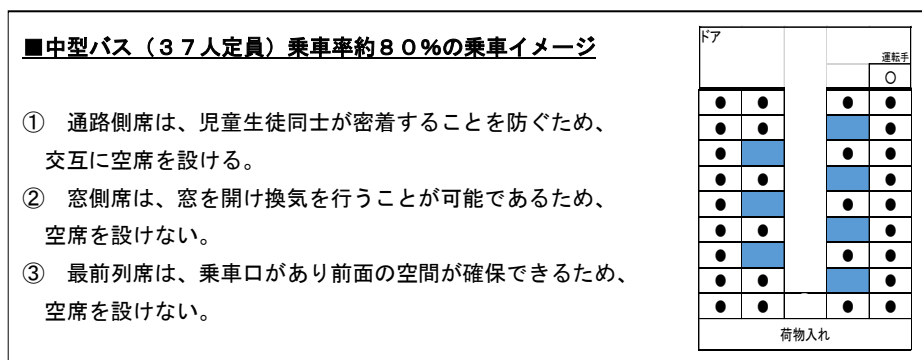 ■中型バス(37人定員)乗車率約80%の乗車イメージ
① 通路側席は、児童生徒同士が密着することを防ぐため、
交互に空席を設ける。
② 窓側席は、窓を開け換気を行うことが可能であるため、
空席を設けない。
③ 最前列席は、乗車口があり前面の空間が確保できるため、
空席を設けない。
ドア
運転手
荷物入れ